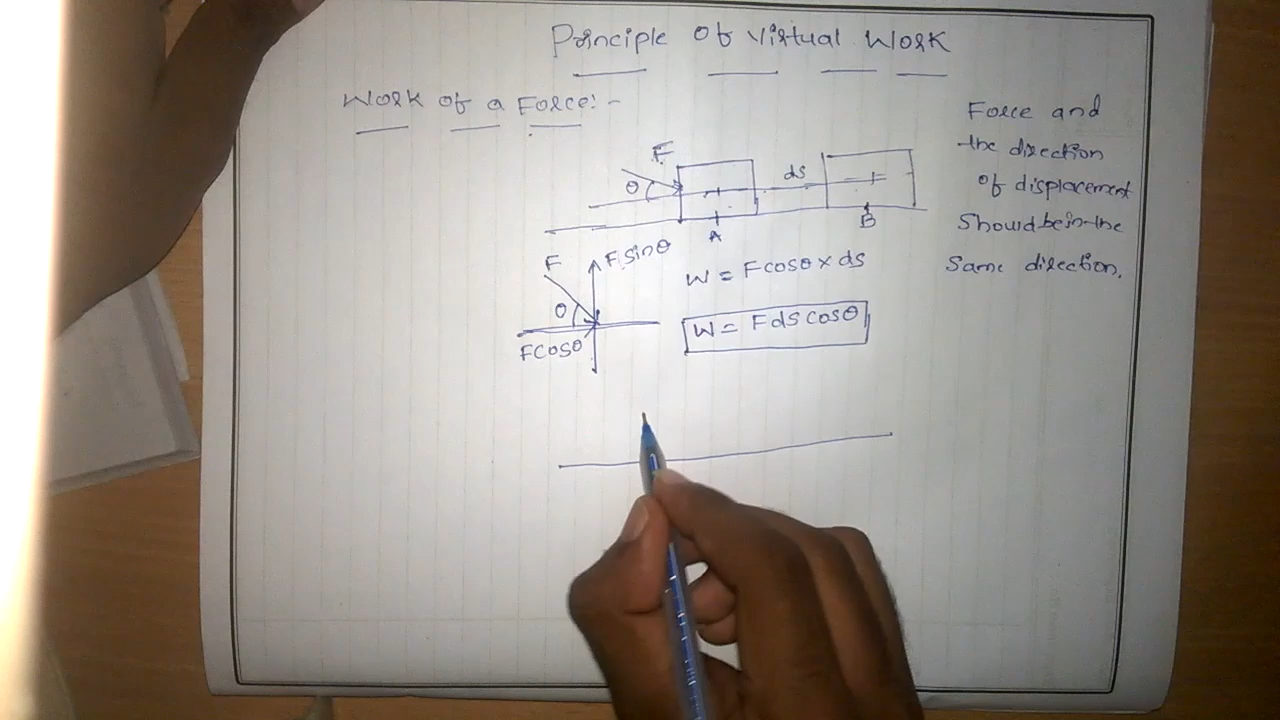 Principle of Virtual Work
Work of a Force:-
F
θ
ds
A
B
Force and
the direction
of displacement
Should be in the
Same direction.
F
F sinθ
θ
F cosθ
W = F cosθ x ds
W = F ds cosθ